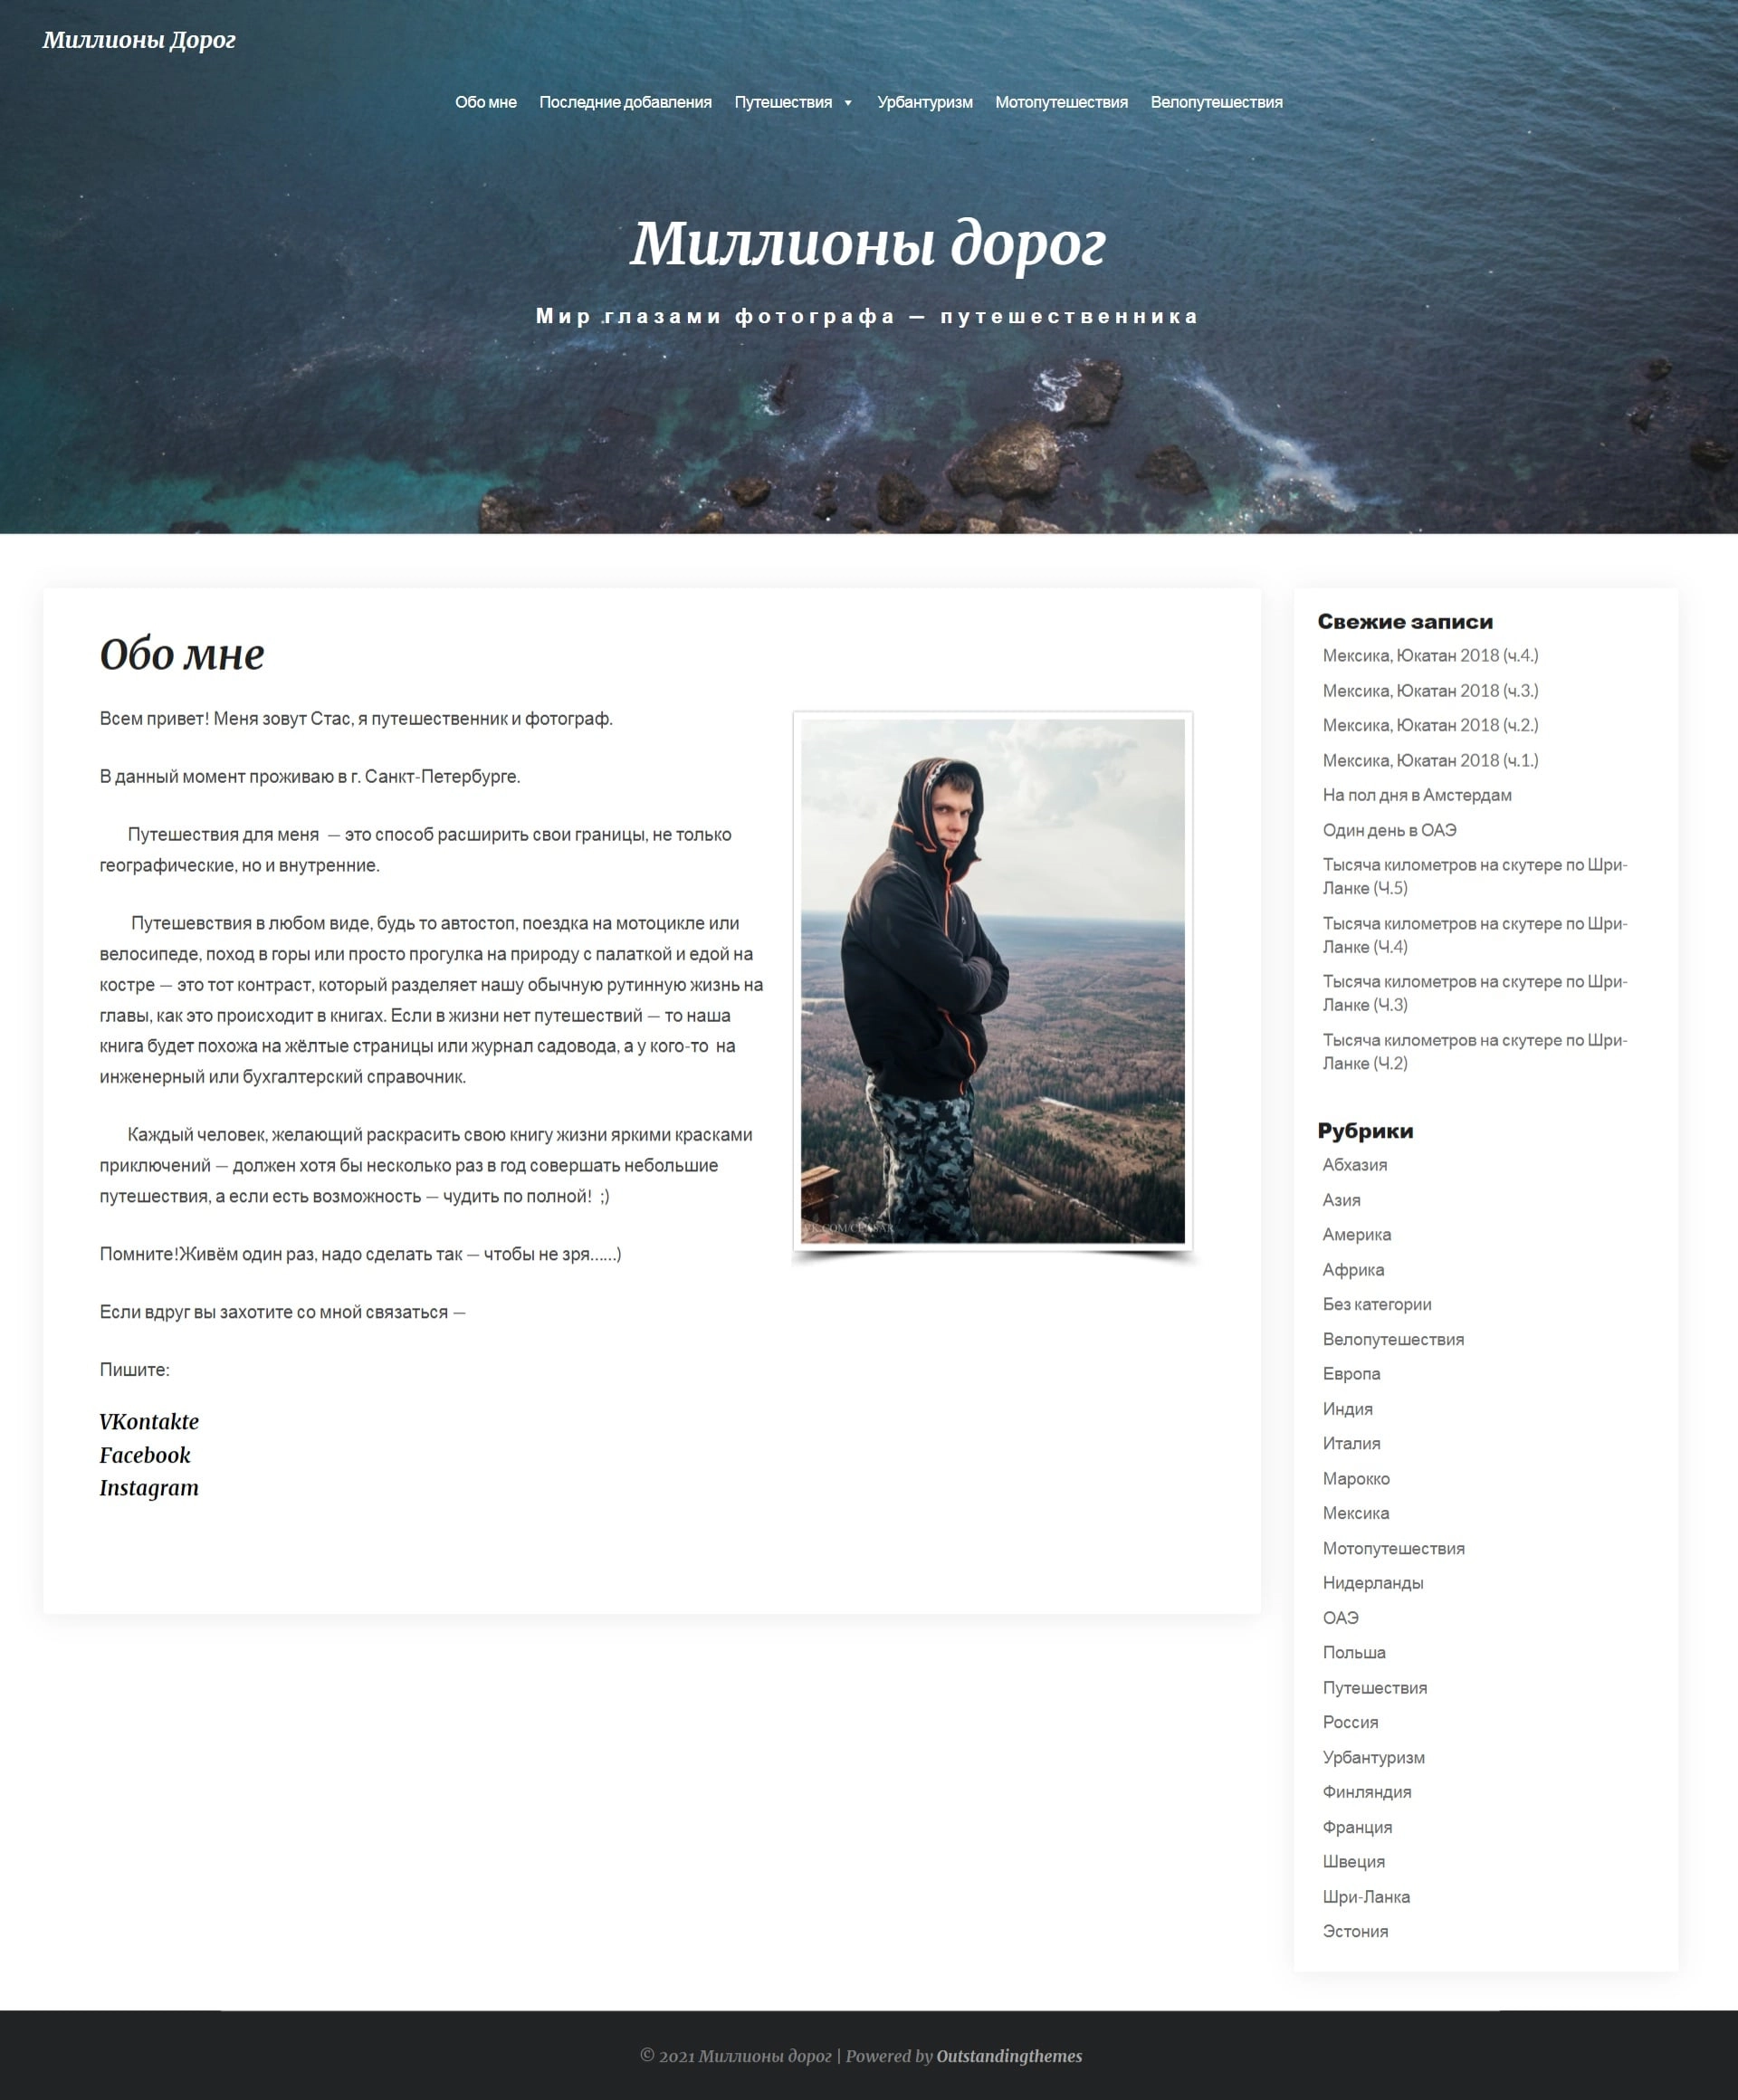 Миллионы Дорог
Обо мне Последние добавления Путешествия Урбантуризм Мотопутешествия Велопутешествия
Миллионы дорог
Мир глазами фотографа — путешественника
Обо мне
Всем привет! Меня зовут Стас, я путешественник и фотограф.
В данный момент проживаю в г. Санкт-Петербурге.
Путешествия для меня — это способ расширить свои границы, не только
географические, но и внутренние.
Путешевствия в любом виде, будь то автостоп, поездка на мотоцикле или
велосипеде, поход в горы или просто прогулка на природу с палаткой и едой на
костре — это тот контраст, который разделяет нашу обычную рутинную жизнь на
главы, как это происходит в книгах. Если в жизни нет путешествий — то наша
книга будет похожа на жёлтые страницы или журнал садовода, а у кого-то на
инженерный или бухгалтерский справочник.
Каждый человек, желающий раскрасить свою книгу жизни яркими красками
приключений — должен хотя бы несколько раз в год совершать небольшие
путешествия, а если есть возможность — чудить по полной! ;)
Помните!Живём один раз, надо сделать так — чтобы не зря……)
Если вдруг вы захотите со мной связаться —
Пишите:
VKontakte
Facebook
Instagram
Свежие записи
Мексика, Юкатан 2018 (ч.4.)
Мексика, Юкатан 2018 (ч.3.)
Мексика, Юкатан 2018 (ч.2.)
Мексика, Юкатан 2018 (ч.1.)
На пол дня в Амстердам
Один день в ОАЭ
Тысяча километров на скутере по Шри-
Ланке (Ч.5)
Тысяча километров на скутере по Шри-
Ланке (Ч.4)
Тысяча километров на скутере по Шри-
Ланке (Ч.3)
Тысяча километров на скутере по Шри-
Ланке (Ч.2)
Рубрики
Абхазия
Азия
Америка
Африка
Без категории
Велопутешествия
Европа
Индия
Италия
Марокко
Мексика
Мотопутешествия
Нидерланды
ОАЭ
Польша
Путешествия
Россия
Урбантуризм
Финляндия
Франция
Швеция
Шри-Ланка
Эстония
© 2021 Миллионы дорог | Powered by Outstandingthemes